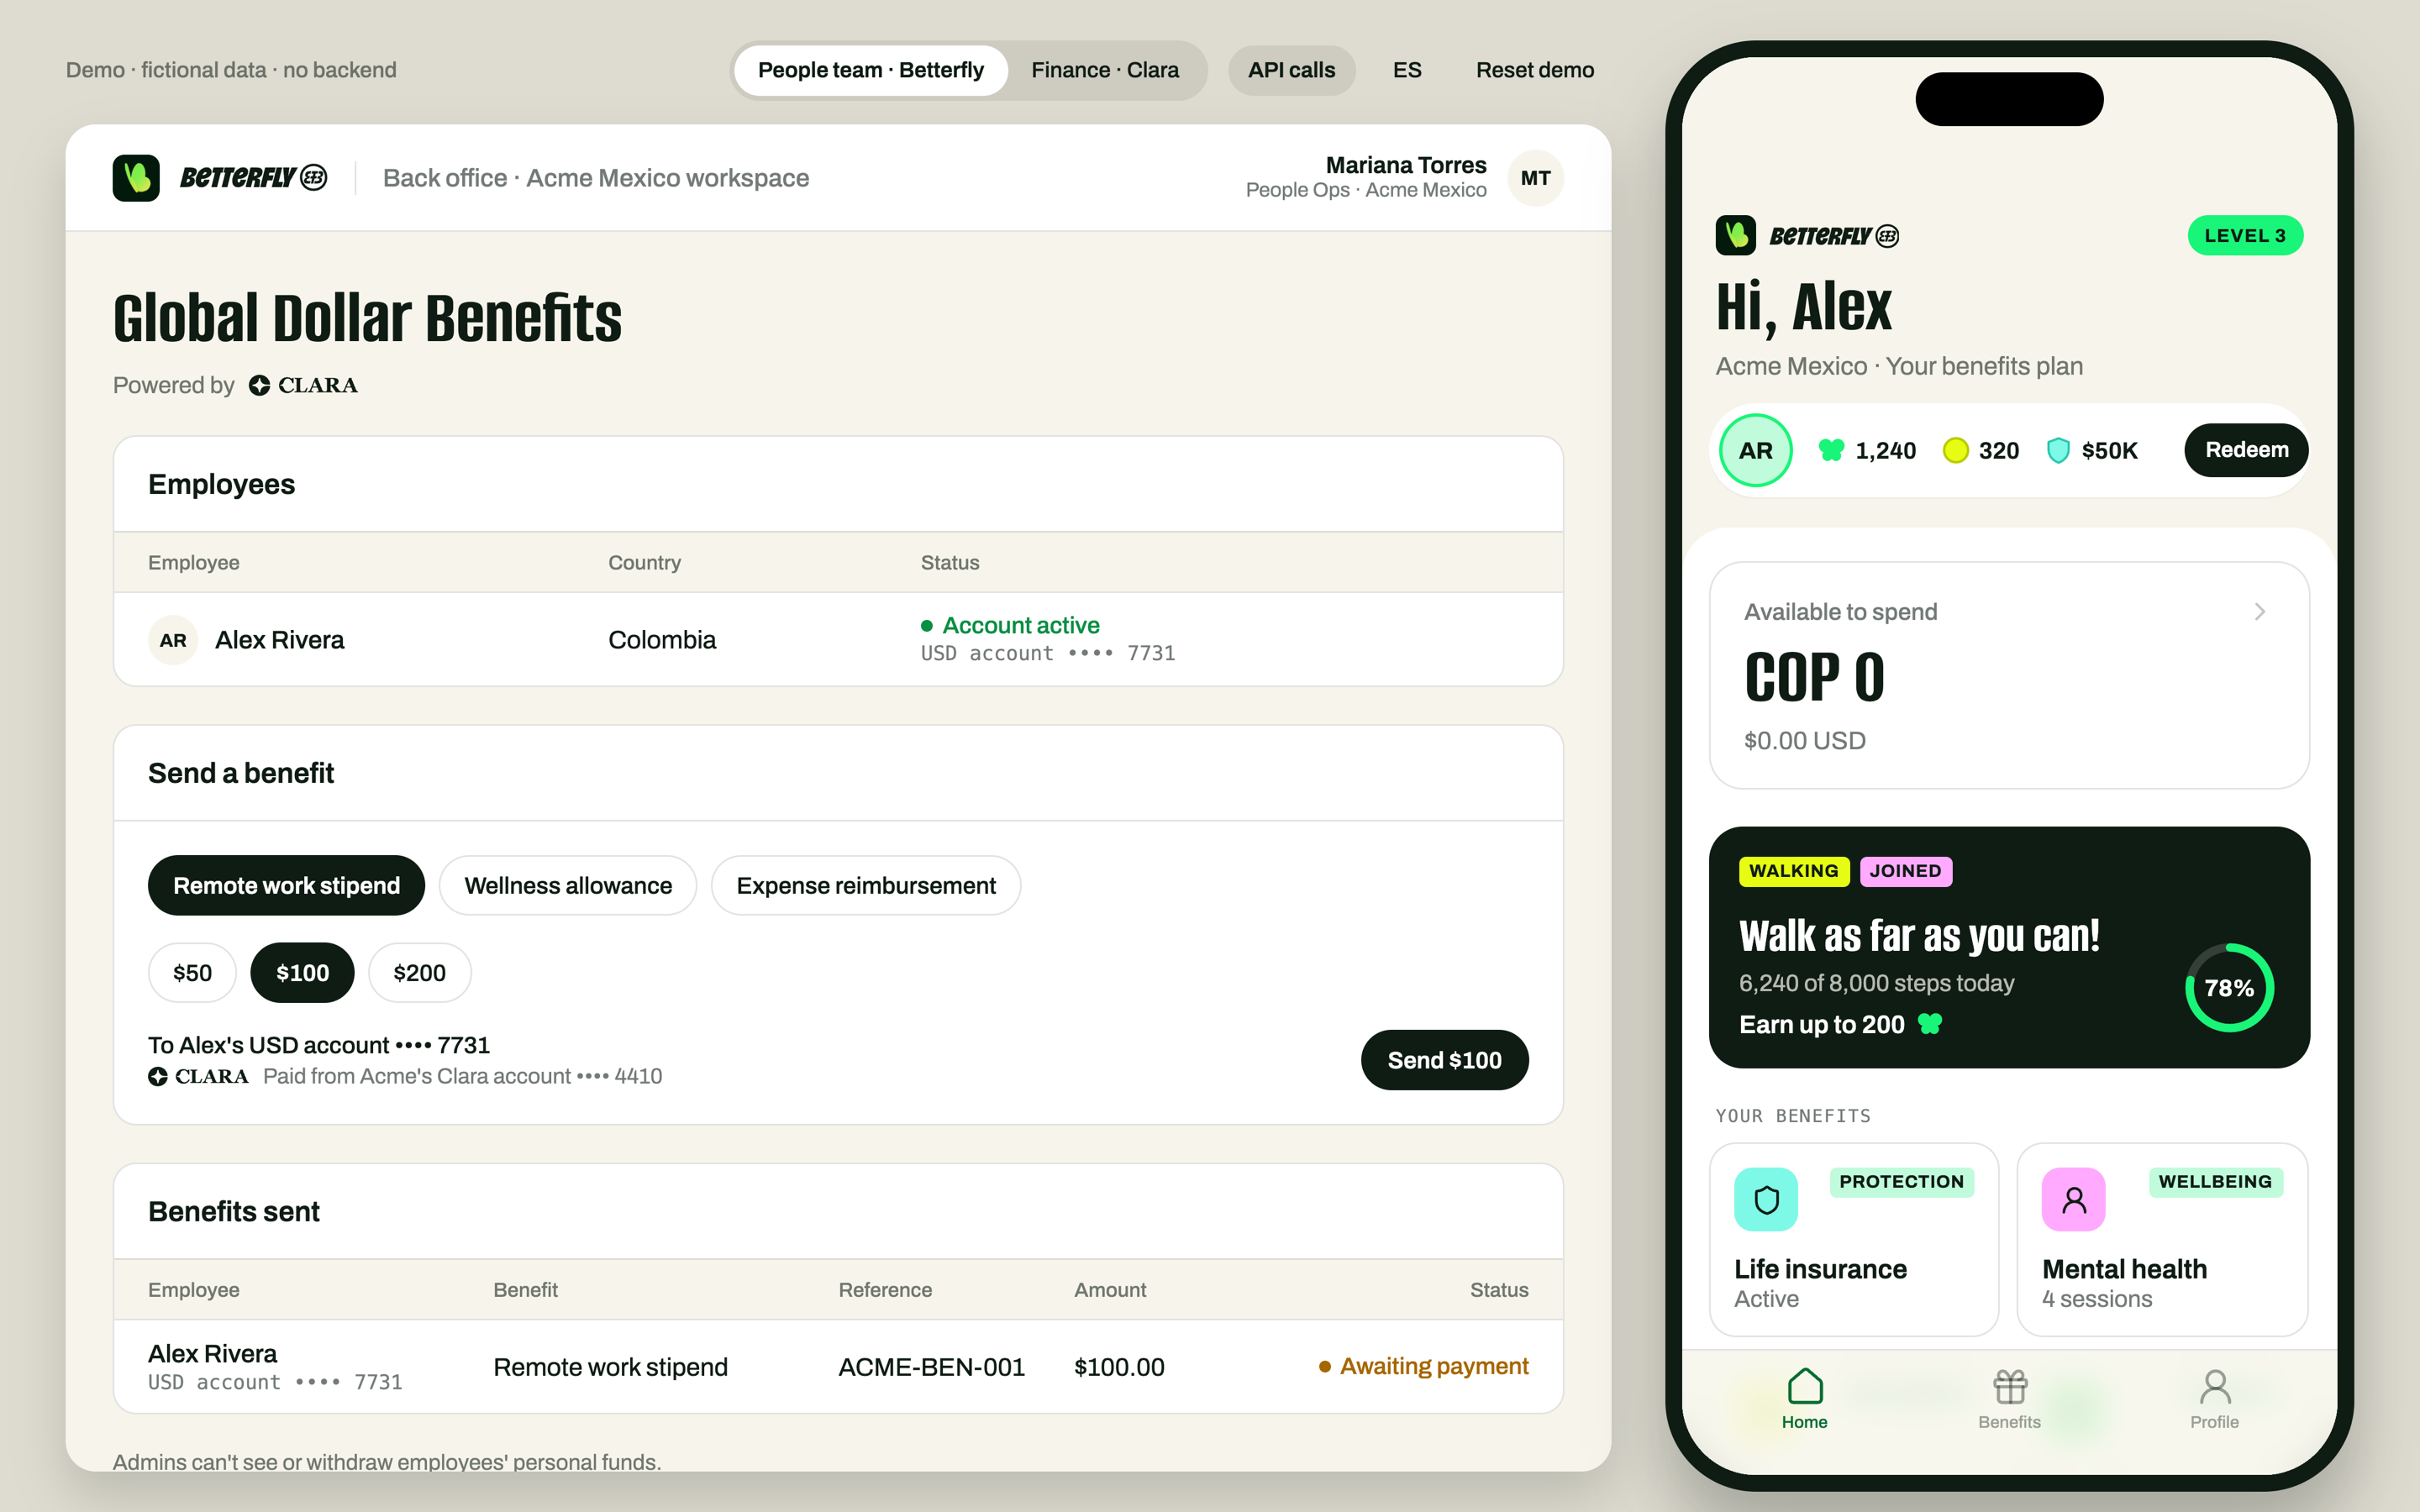 Demo · fictional data · no backend
People team · Betterfly
Finance · Clara
API calls
ES
Reset demo
BETTERFLY
Back office · Acme Mexico workspace
Mariana Torres
People Ops · Acme Mexico
MT
Global Dollar Benefits
Powered by CLARA
Employees
Employee Country Status
AR Alex Rivera Colombia Account active
USD account •••• 7731
Send a benefit
Remote work stipend
Wellness allowance
Expense reimbursement
$50
$100
$200
To Alex's USD account •••• 7731
CLARA Paid from Acme's Clara account •••• 4410
Send $100
Benefits sent
Employee Benefit Reference Amount Status
Alex Rivera Remote work stipend ACME-BEN-001 $100.00 Awaiting payment
USD account •••• 7731
Admins can't see or withdraw employees' personal funds.
BETTERFLY
LEVEL 3
Hi, Alex
Acme Mexico · Your benefits plan
AR 1,240 320 $50K Redeem
Available to spend
COP 0
$0.00 USD
WALKING JOINED
Walk as far as you can!
6,240 of 8,000 steps today
Earn up to 200
78%
YOUR BENEFITS
PROTECTION
Life insurance
Active
WELLBEING
Mental health
4 sessions
Home Benefits Profile